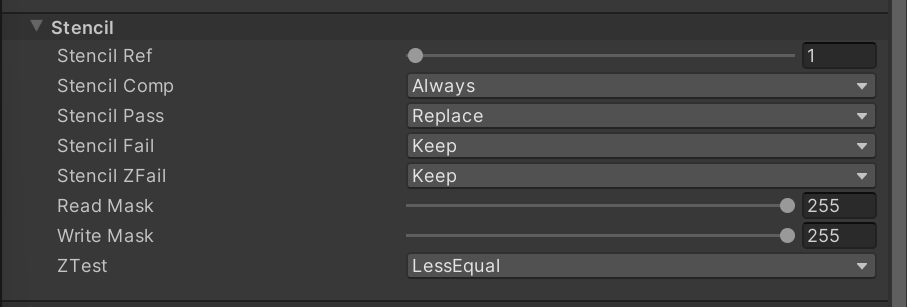 Stencil
Stencil Ref 1
Stencil Comp Always
Stencil Pass Replace
Stencil Fail Keep
Stencil ZFail Keep
Read Mask 255
Write Mask 255
ZTest LessEqual